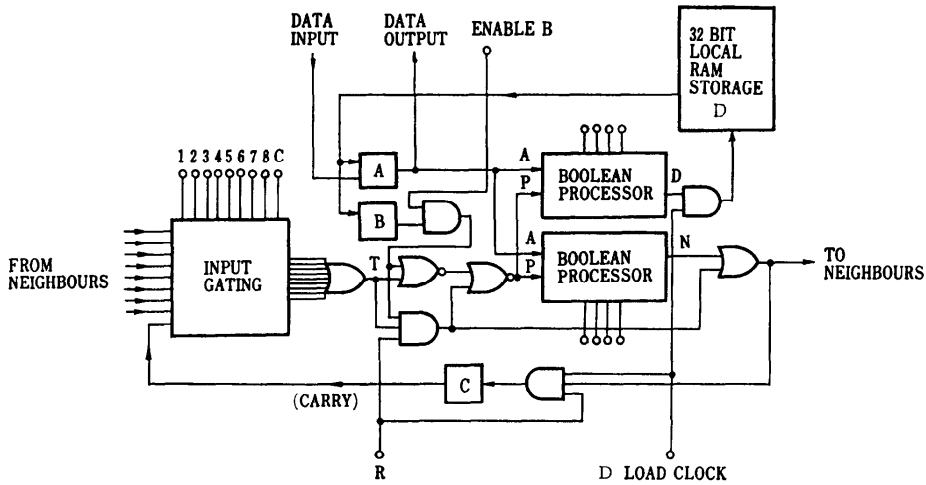 DATA
INPUT
DATA
OUTPUT
ENABLE B
32 BIT
LOCAL
RAM
STORAGE
D
1 2 3 4 5 6 7 8 C
A
A
BOOLEAN
PROCESSOR
P
D
B
FROM
NEIGHBOURS
INPUT
GATING
T
A
BOOLEAN
PROCESSOR
P
N
TO
NEIGHBOURS
C
(CARRY)
R
D LOAD CLOCK